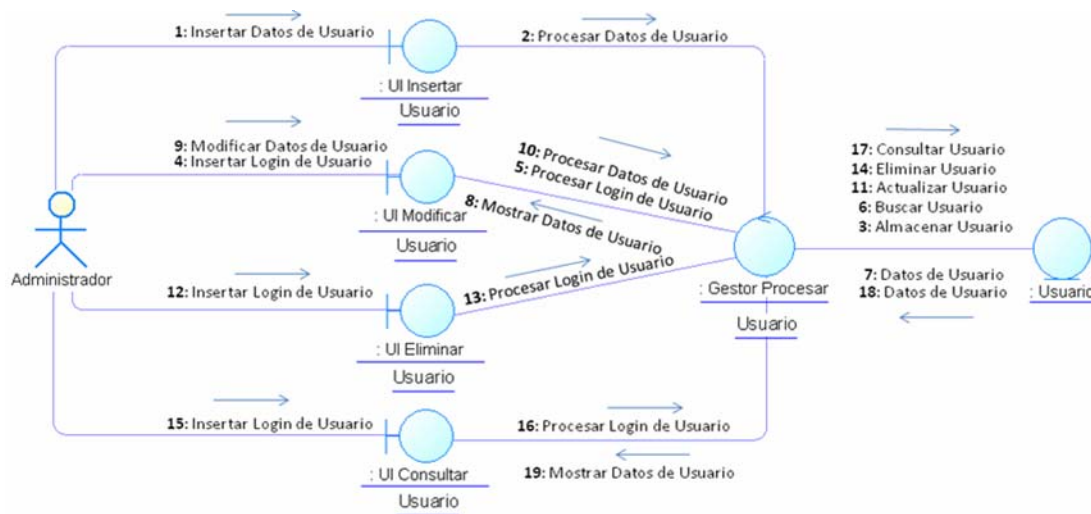 1: Insertar Datos de Usuario
2: Procesar Datos de Usuario
: UI Insertar
Usuario
9: Modificar Datos de Usuario
4: Insertar Login de Usuario
10: Procesar Datos de Usuario
5: Procesar Login de Usuario
8: Mostrar Datos de Usuario
: UI Modificar
Usuario
17: Consultar Usuario
14: Eliminar Usuario
11: Actualizar Usuario
6: Buscar Usuario
3: Almacenar Usuario
Administrador
12: Insertar Login de Usuario
13: Procesar Login de Usuario
: Gestor Procesar
Usuario
7: Datos de Usuario
18: Datos de Usuario
: Usuario
: UI Eliminar
Usuario
15: Insertar Login de Usuario
16: Procesar Login de Usuario
19: Mostrar Datos de Usuario
: UI Consultar
Usuario